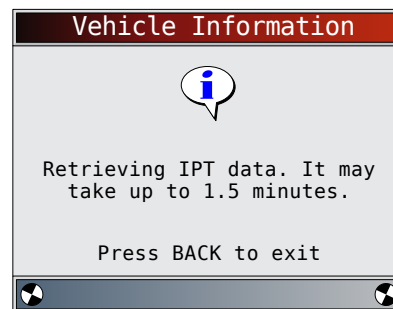 Vehicle Information
Retrieving IPT data. It may
take up to 1.5 minutes.
Press BACK to exit